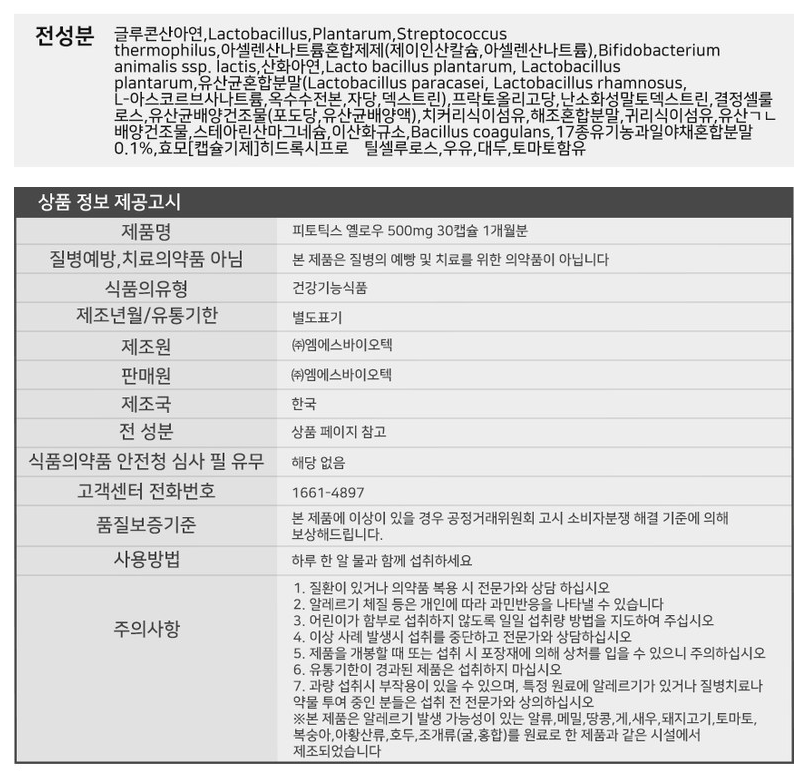 전성분
글루콘산아연,Lactobacillus,Plantarum,Streptococcus
thermophilus,아셀렌산나트륨혼합제제(제이인산칼슘,아셀렌산나트륨),Bifidobacterium
animalis ssp. lactis,산화아연,Lacto bacillus plantarum, Lactobacillus
plantarum,유산균혼합분말(Lactobacillus paracasei, Lactobacillus rhamnosus,
L-아스코르브사나트륨,옥수수전본,자당,덱스트린),프락토올리고당,난소화성말토덱스트린,결정셀룰
로스,유산균배양건조물(포도당,유산균배양액),치커리식이섬유,해조혼합분말,귀리식이섬유,유산ㄱㄴ
배양건조물,스테아린산마그네슘,이산화규소,Bacillus coagulans,17종유기농과일야채혼합분말
0.1%,효모[캡슐기제]히드록시프로 틸셀루로스,우유,대두,토마토함유
상품 정보 제공고시
제품명 피토틱스 옐로우 500mg 30캡슐 1개월분
질병예방,치료의약품 아님 본 제품은 질병의 예빵 및 치료를 위한 의약품이 아닙니다
식품의유형 건강기능식품
제조년월/유통기한 별도표기
제조원 ㈜엠에스바이오텍
판매원 ㈜엠에스바이오텍
제조국 한국
전 성분 상품 페이지 참고
식품의약품 안전청 심사 필 유무 해당 없음
고객센터 전화번호 1661-4897
품질보증기준 본 제품에 이상이 있을 경우 공정거래위원회 고시 소비자분쟁 해결 기준에 의해
보상해드립니다.
사용방법 하루 한 알 물과 함께 섭취하세요
주의사항
1. 질환이 있거나 의약품 복용 시 전문가와 상담 하십시오
2. 알레르기 체질 등은 개인에 따라 과민반응을 나타낼 수 있습니다
3. 어린이가 함부로 섭취하지 않도록 일일 섭취량 방법을 지도하여 주십시오
4. 이상 사례 발생시 섭취를 중단하고 전문가와 상담하십시오
5. 제품을 개봉할 때 또는 섭취 시 포장재에 의해 상처를 입을 수 있으니 주의하십시오
6. 유통기한이 경과된 제품은 섭취하지 마십시오
7. 과량 섭취시 부작용이 있을 수 있으며, 특정 원료에 알레르기가 있거나 질병치료나
약물 투여 중인 분들은 섭취 전 전문가와 상의하십시오
※본 제품은 알레르기 발생 가능성이 있는 알류,메밀,땅콩,게,새우,돼지고기,토마토,
복숭아,아황산류,호두,조개류(굴,홍합)를 원료로 한 제품과 같은 시설에서
제조되었습니다